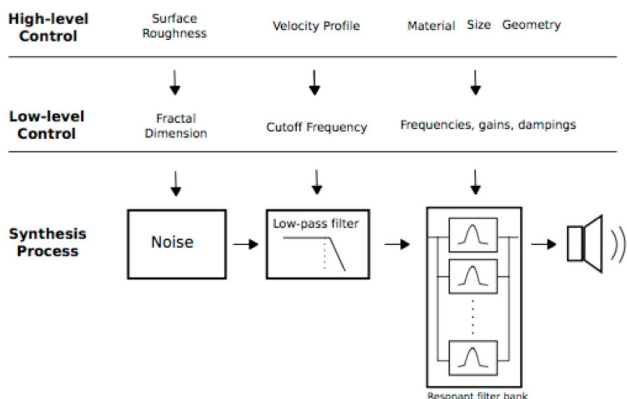 High-level
Control
Surface
Roughness
Velocity Profile
Material Size Geometry
Low-level
Control
Fractal
Dimension
Cutoff Frequency
Frequencies, gains, dampings
Synthesis
Process
Noise
Low-pass filter
Resonant filter bank